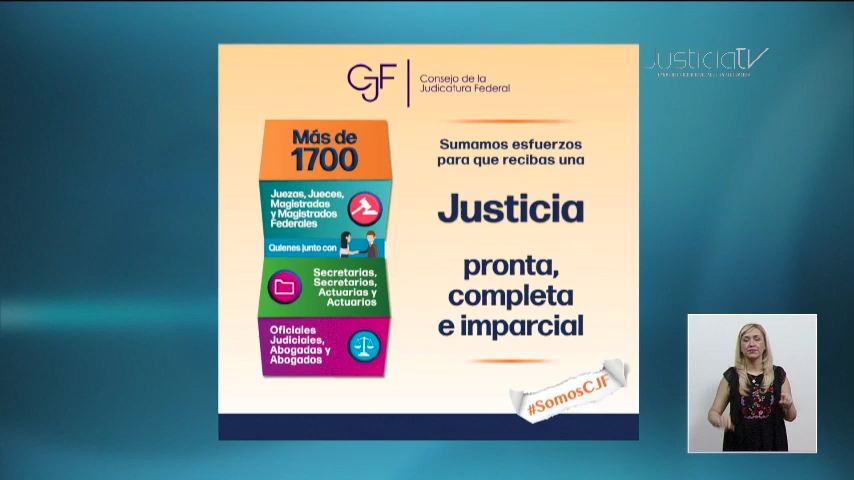 JusticiaTV
CJF
Consejo de la
Judicatura Federal
Más de
1700
Juezas, Jueces,
Magistradas
y Magistrados
Federales
Quienes junto con
Secretarias,
Secretarios,
Actuarias y
Actuarios
Oficiales
Judiciales,
Abogadas y
Abogados
Sumamos esfuerzos
para que recibas una
Justicia
pronta,
completa
e imparcial
#SomosCJF